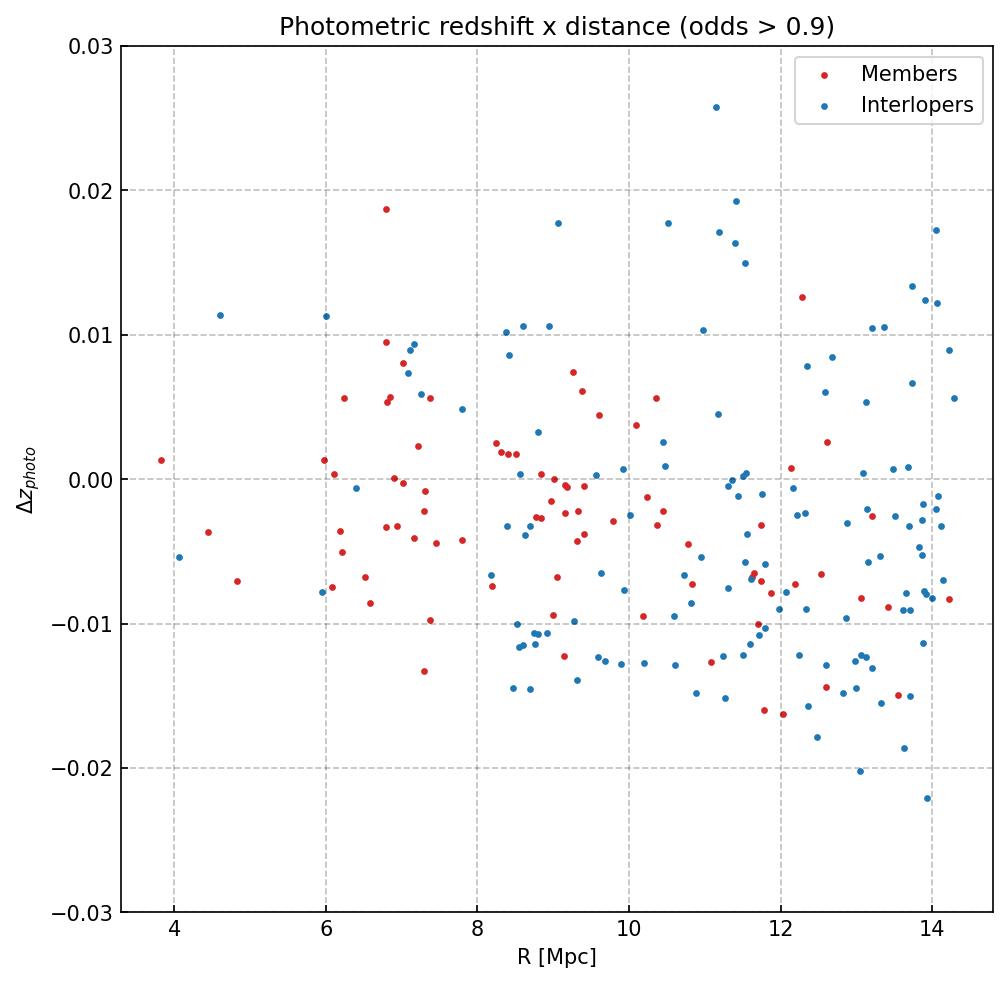 Photometric redshift x distance (odds > 0.9)
Members
Interlopers
0.03
0.02
0.01
0.00
−0.01
−0.02
−0.03
Δz_photo
4 6 8 10 12 14
R [Mpc]